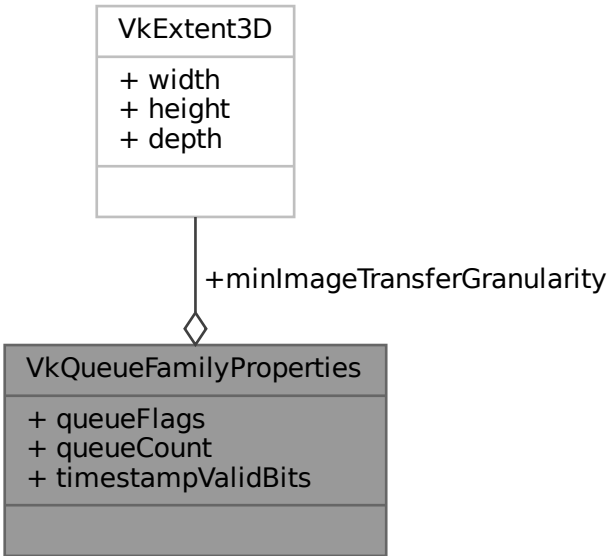 VkExtent3D
+ width
+ height
+ depth
+minImageTransferGranularity
VkQueueFamilyProperties
+ queueFlags
+ queueCount
+ timestampValidBits